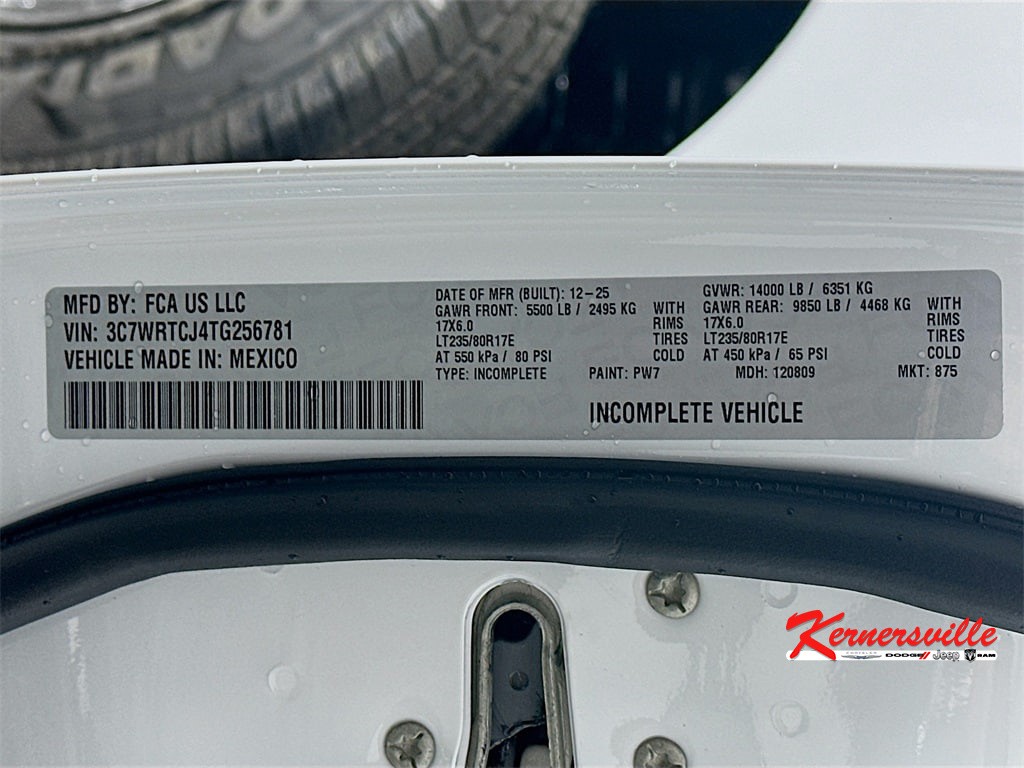 MFD BY: FCA US LLC
VIN: 3C7WRTCJ4TG256781
VEHICLE MADE IN: MEXICO
DATE OF MFR (BUILT): 12-25
GAWR FRONT: 5500 LB / 2495 KG WITH
17X6.0 RIMS
LT235/80R17E TIRES
AT 550 kPa / 80 PSI COLD
GVWR: 14000 LB / 6351 KG
GAWR REAR: 9850 LB / 4468 KG WITH
17X6.0 RIMS
LT235/80R17E TIRES
AT 450 kPa / 65 PSI COLD
TYPE: INCOMPLETE PAINT: PW7 MDH: 120809 MKT: 875
INCOMPLETE VEHICLE
Kernersville
CHRYSLER DODGE Jeep RAM